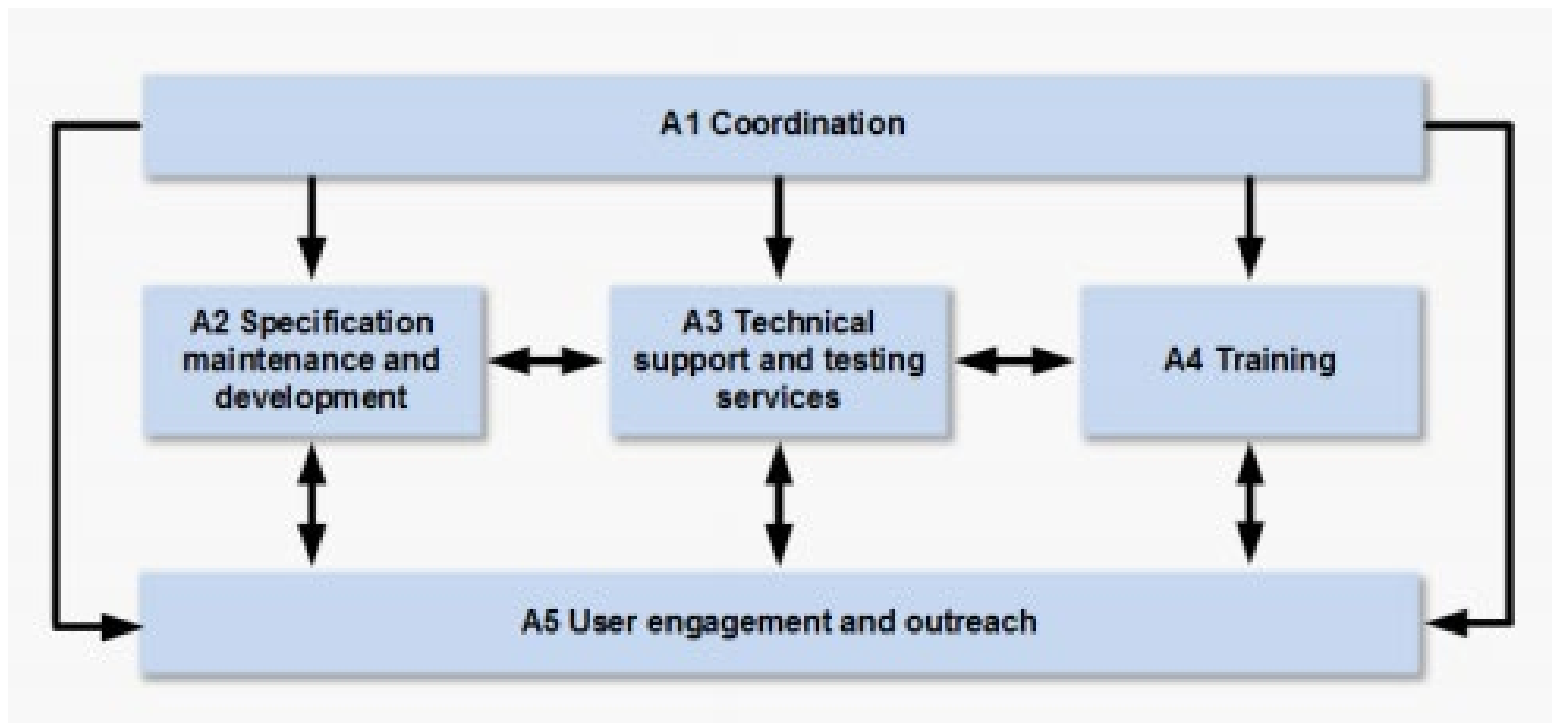 A1 Coordination
A2 Specification
maintenance and
development
A3 Technical
support and testing
services
A4 Training
A5 User engagement and outreach